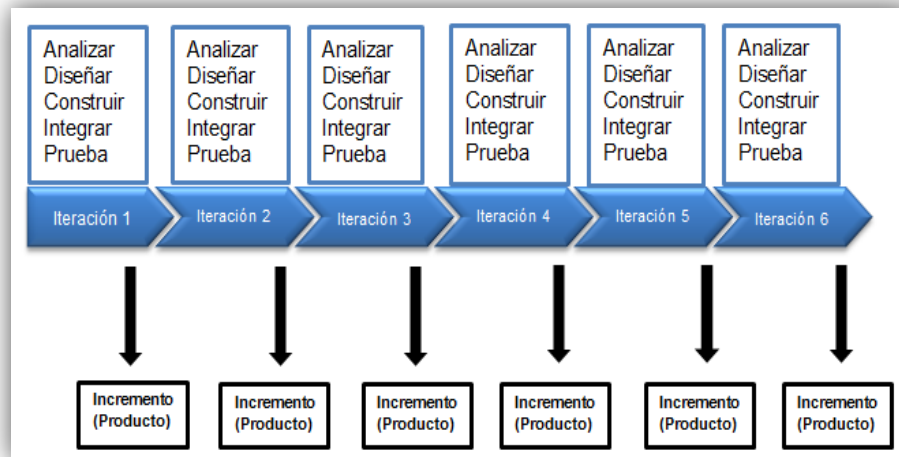 Analizar
Diseñar
Construir
Integrar
Prueba
Analizar
Diseñar
Construir
Integrar
Prueba
Analizar
Diseñar
Construir
Integrar
Prueba
Analizar
Diseñar
Construir
Integrar
Prueba
Analizar
Diseñar
Construir
Integrar
Prueba
Analizar
Diseñar
Construir
Integrar
Prueba
Iteración 1
Iteración 2
Iteración 3
Iteración 4
Iteración 5
Iteración 6
Incremento
(Producto)
Incremento
(Producto)
Incremento
(Producto)
Incremento
(Producto)
Incremento
(Producto)
Incremento
(Producto)